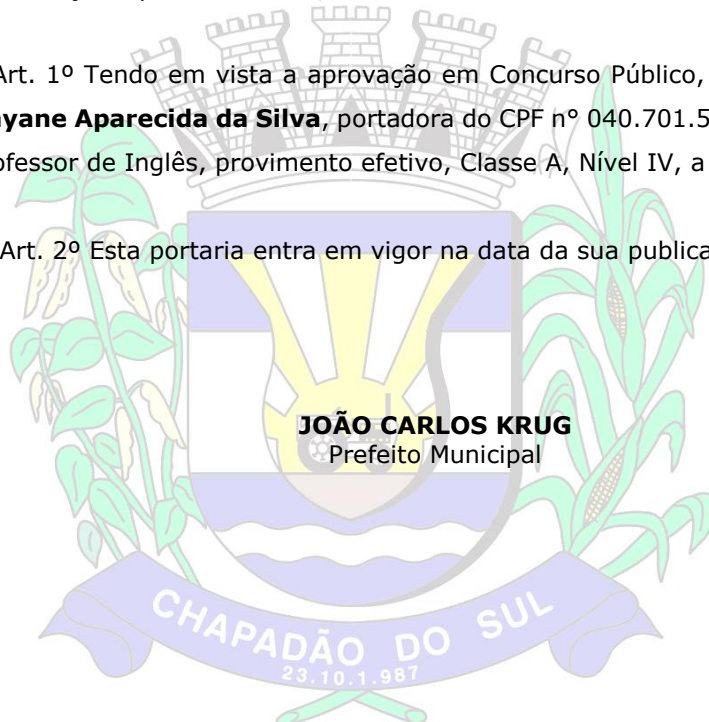 Art. 1º Tendo em vista a aprovação em Concurso Público,
yane Aparecida da Silva, portadora do CPF n° 040.701.5
ofessor de Inglês, provimento efetivo, Classe A, Nível IV, a
Art. 2º Esta portaria entra em vigor na data da sua publica
JOÃO CARLOS KRUG
Prefeito Municipal
CHAPADÃO DO SUL
23.10.1.987